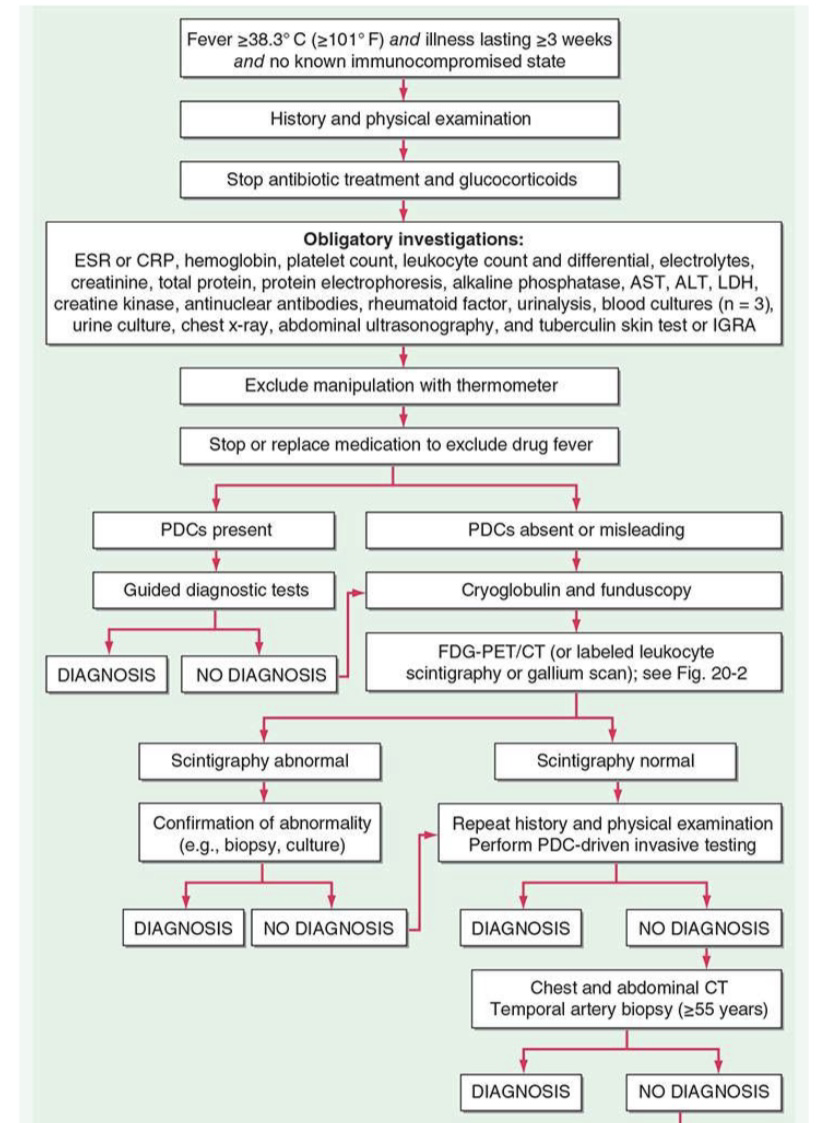 Fever ≥38.3° C (≥101° F) and illness lasting ≥3 weeks
and no known immunocompromised state
History and physical examination
Stop antibiotic treatment and glucocorticoids
Obligatory investigations:
ESR or CRP, hemoglobin, platelet count, leukocyte count and differential, electrolytes,
creatinine, total protein, protein electrophoresis, alkaline phosphatase, AST, ALT, LDH,
creatine kinase, antinuclear antibodies, rheumatoid factor, urinalysis, blood cultures (n = 3),
urine culture, chest x-ray, abdominal ultrasonography, and tuberculin skin test or IGRA
Exclude manipulation with thermometer
Stop or replace medication to exclude drug fever
PDCs present
PDCs absent or misleading
Guided diagnostic tests
Cryoglobulin and funduscopy
DIAGNOSIS
NO DIAGNOSIS
FDG-PET/CT (or labeled leukocyte
scintigraphy or gallium scan); see Fig. 20-2
Scintigraphy abnormal
Scintigraphy normal
Confirmation of abnormality
(e.g., biopsy, culture)
Repeat history and physical examination
Perform PDC-driven invasive testing
DIAGNOSIS
NO DIAGNOSIS
DIAGNOSIS
NO DIAGNOSIS
Chest and abdominal CT
Temporal artery biopsy (≥55 years)
DIAGNOSIS
NO DIAGNOSIS